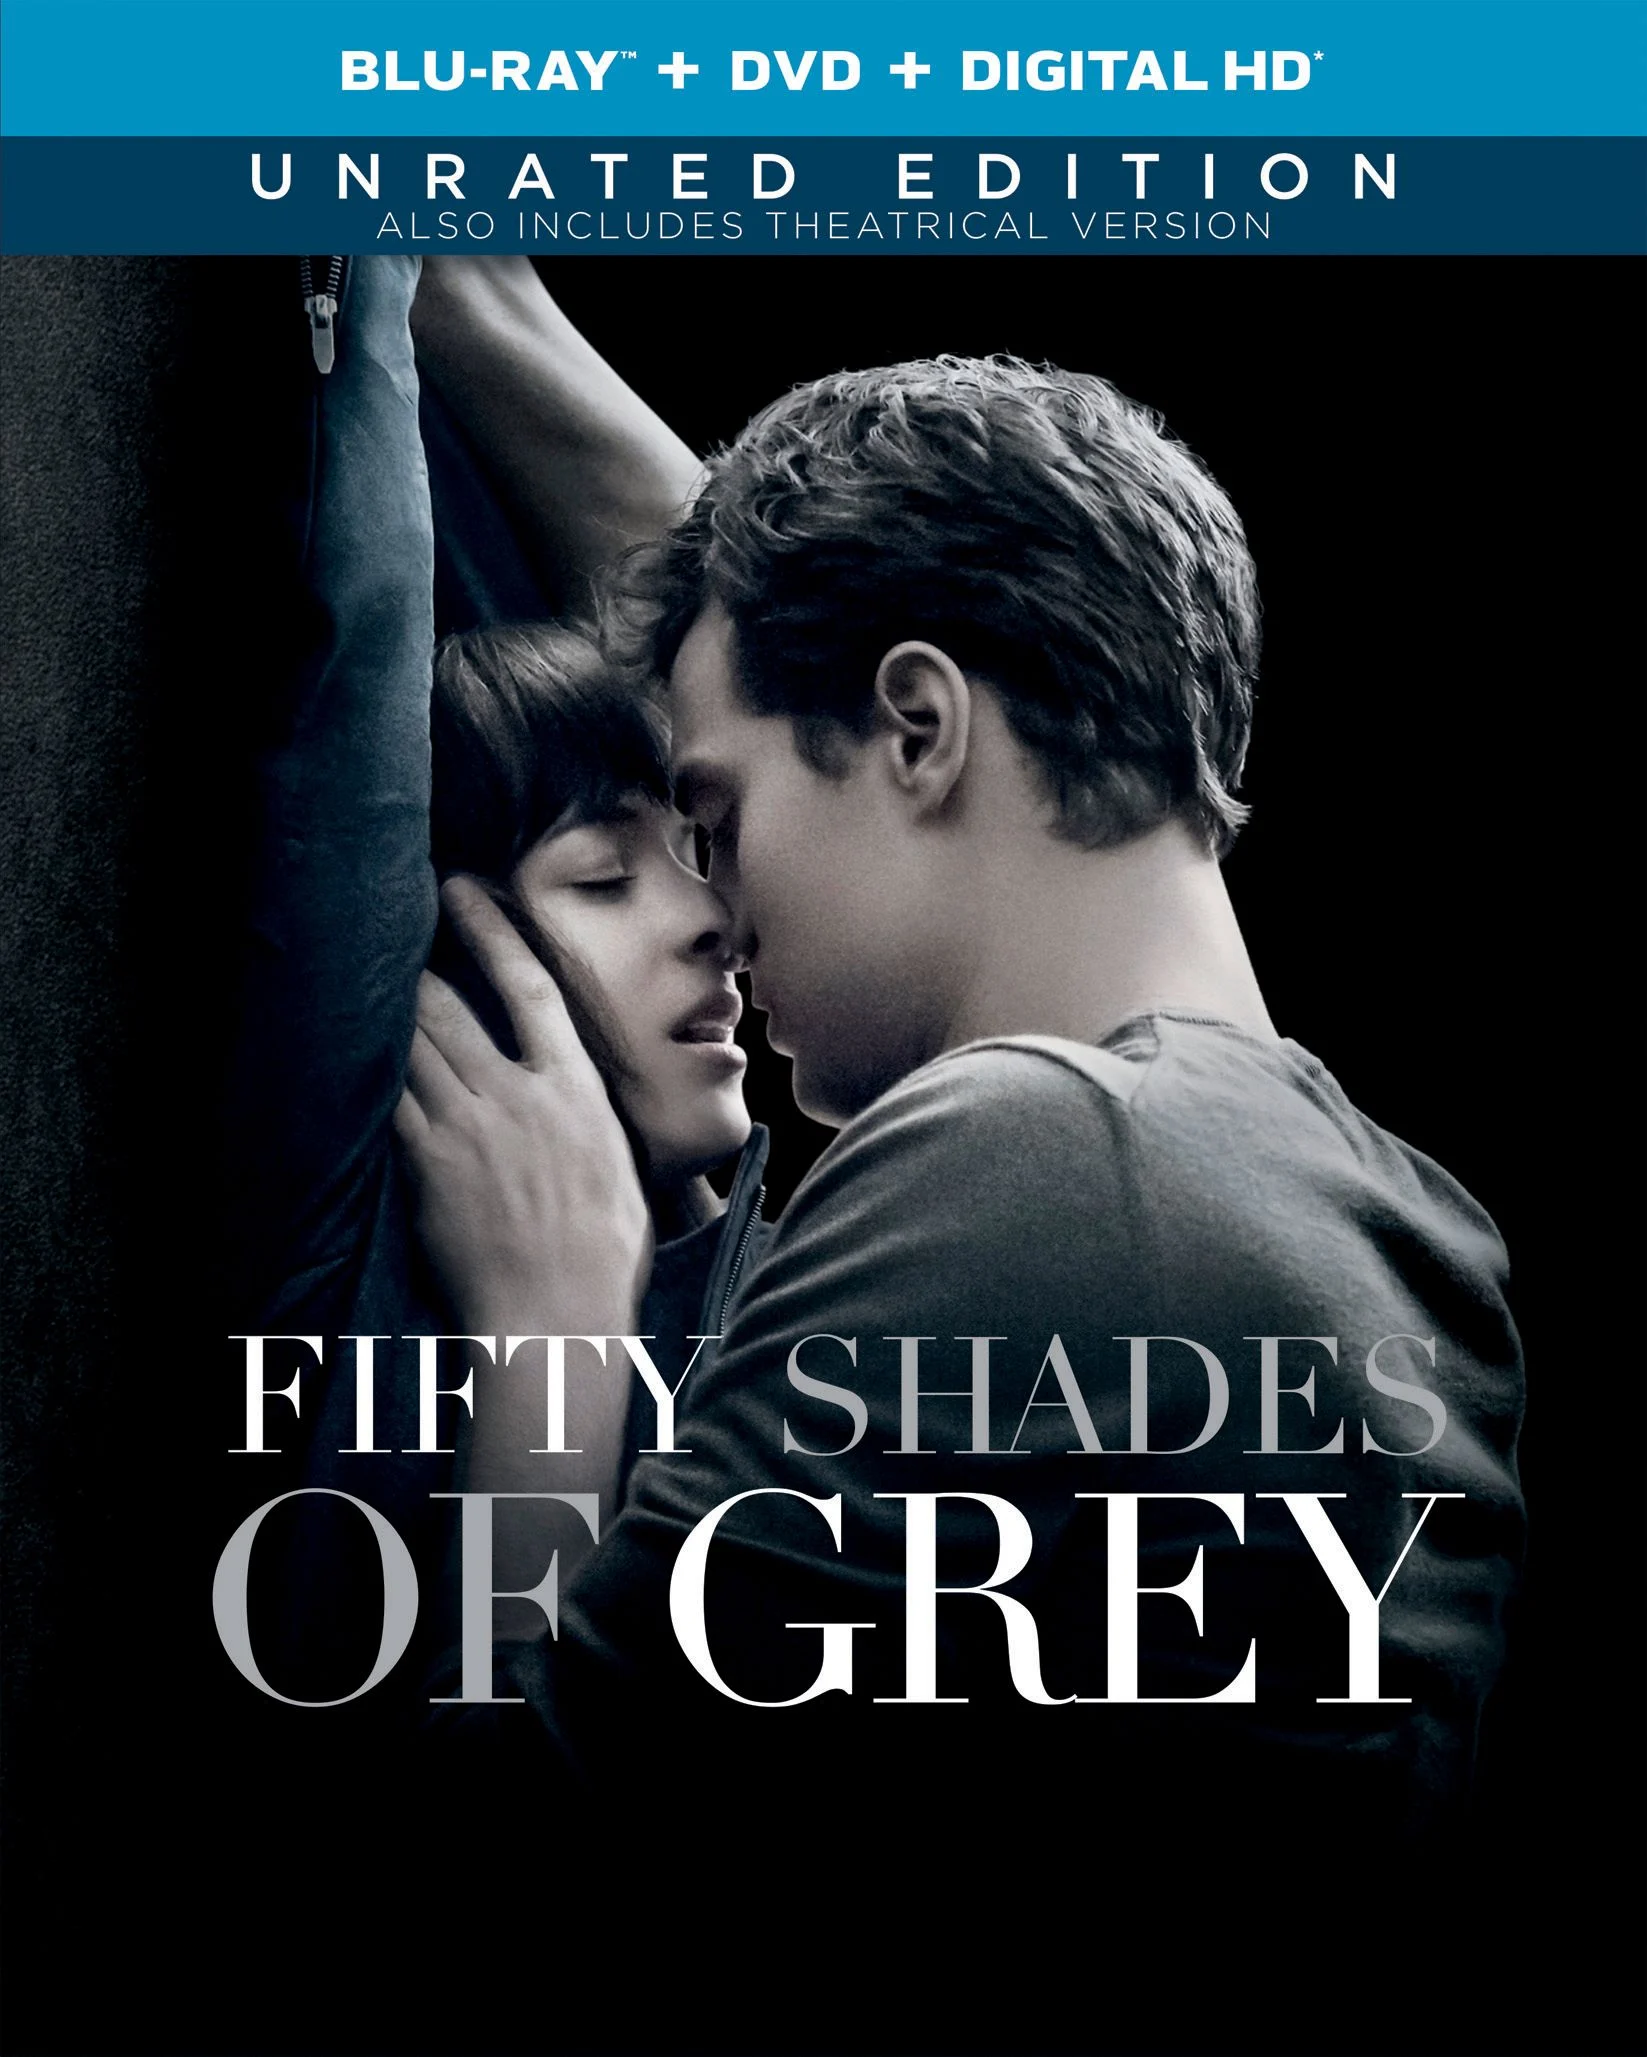 BLU-RAY™ + DVD + DIGITAL HD*
UNRATED EDITION
ALSO INCLUDES THEATRICAL VERSION
FIFTY SHADES
OF GREY